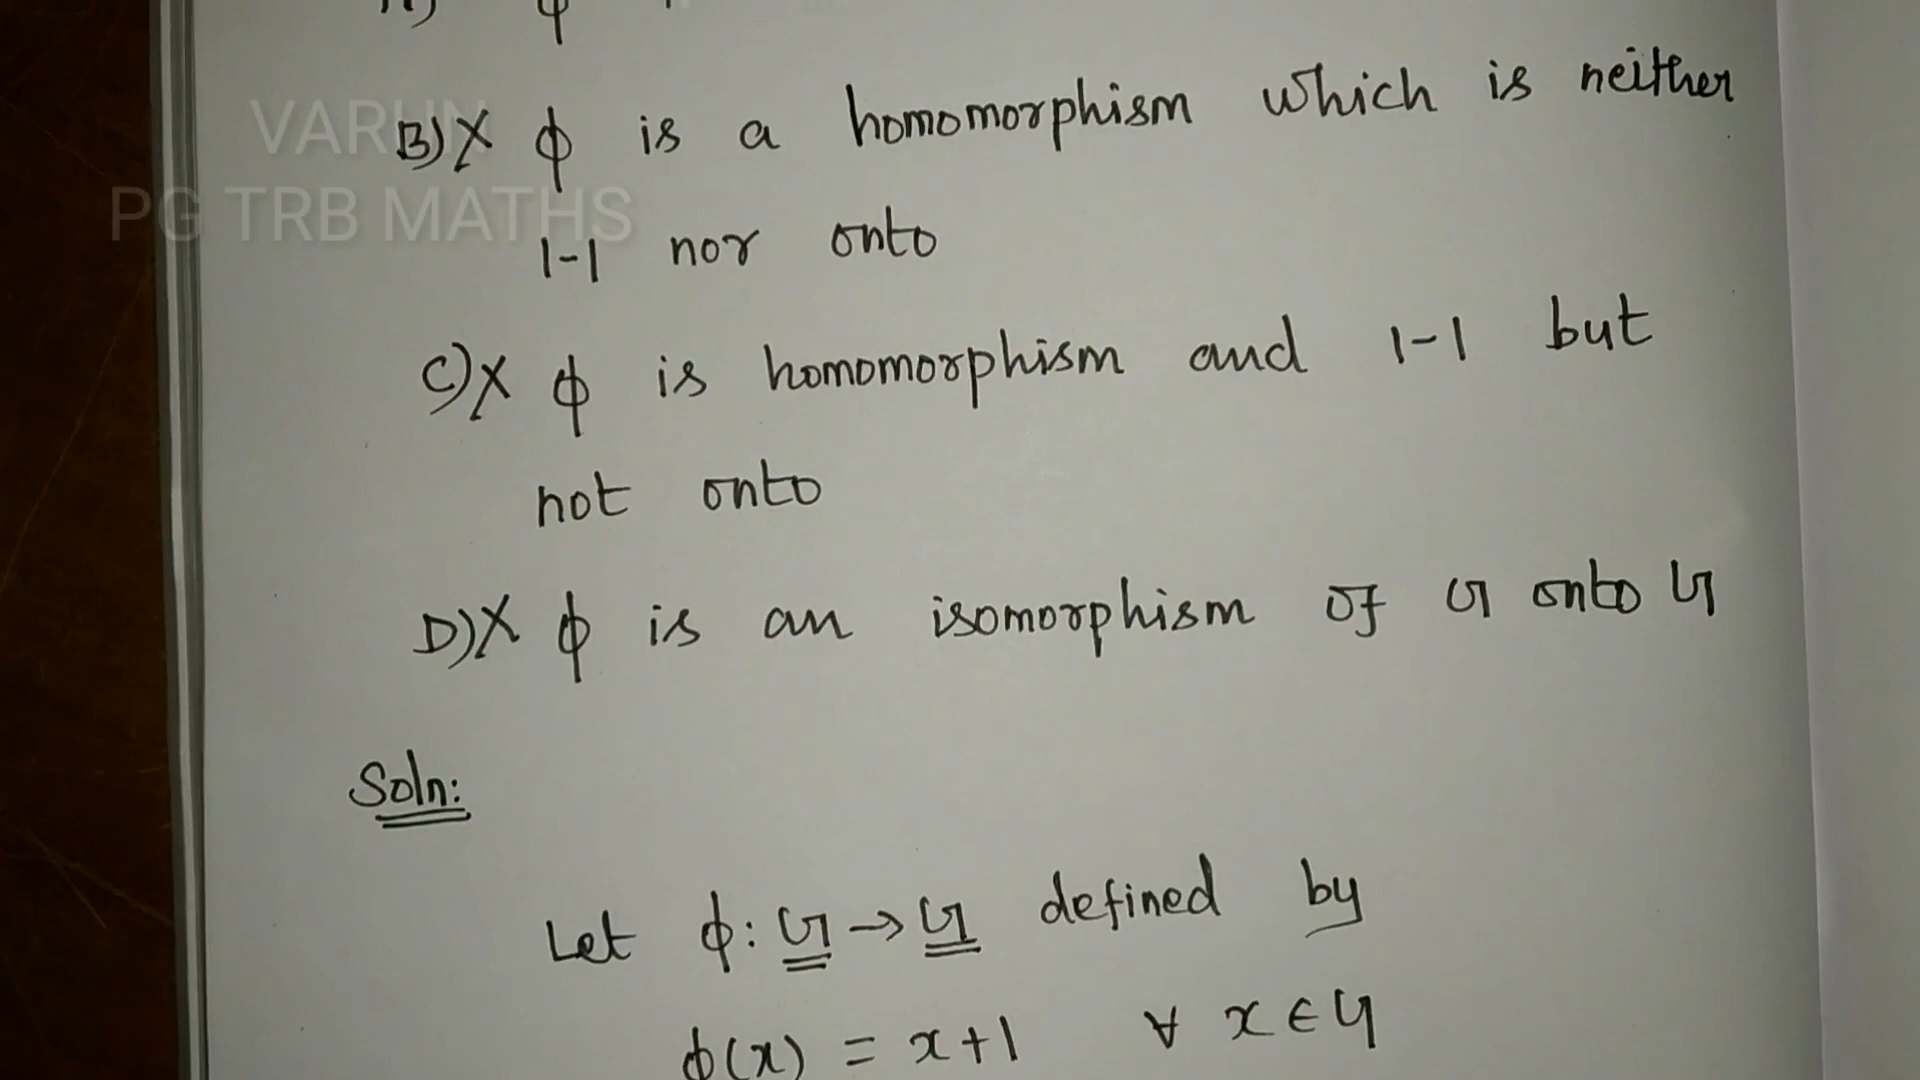 B) X ϕ is a homomorphism which is neither
1-1 nor onto
C) X ϕ is homomorphism and 1-1 but
not onto
D) X ϕ is an isomorphism of G onto G
Soln:
Let ϕ: G → G defined by
ϕ(x) = x+1 ∀ x ∈ G
VARUN
PG TRB MATHS